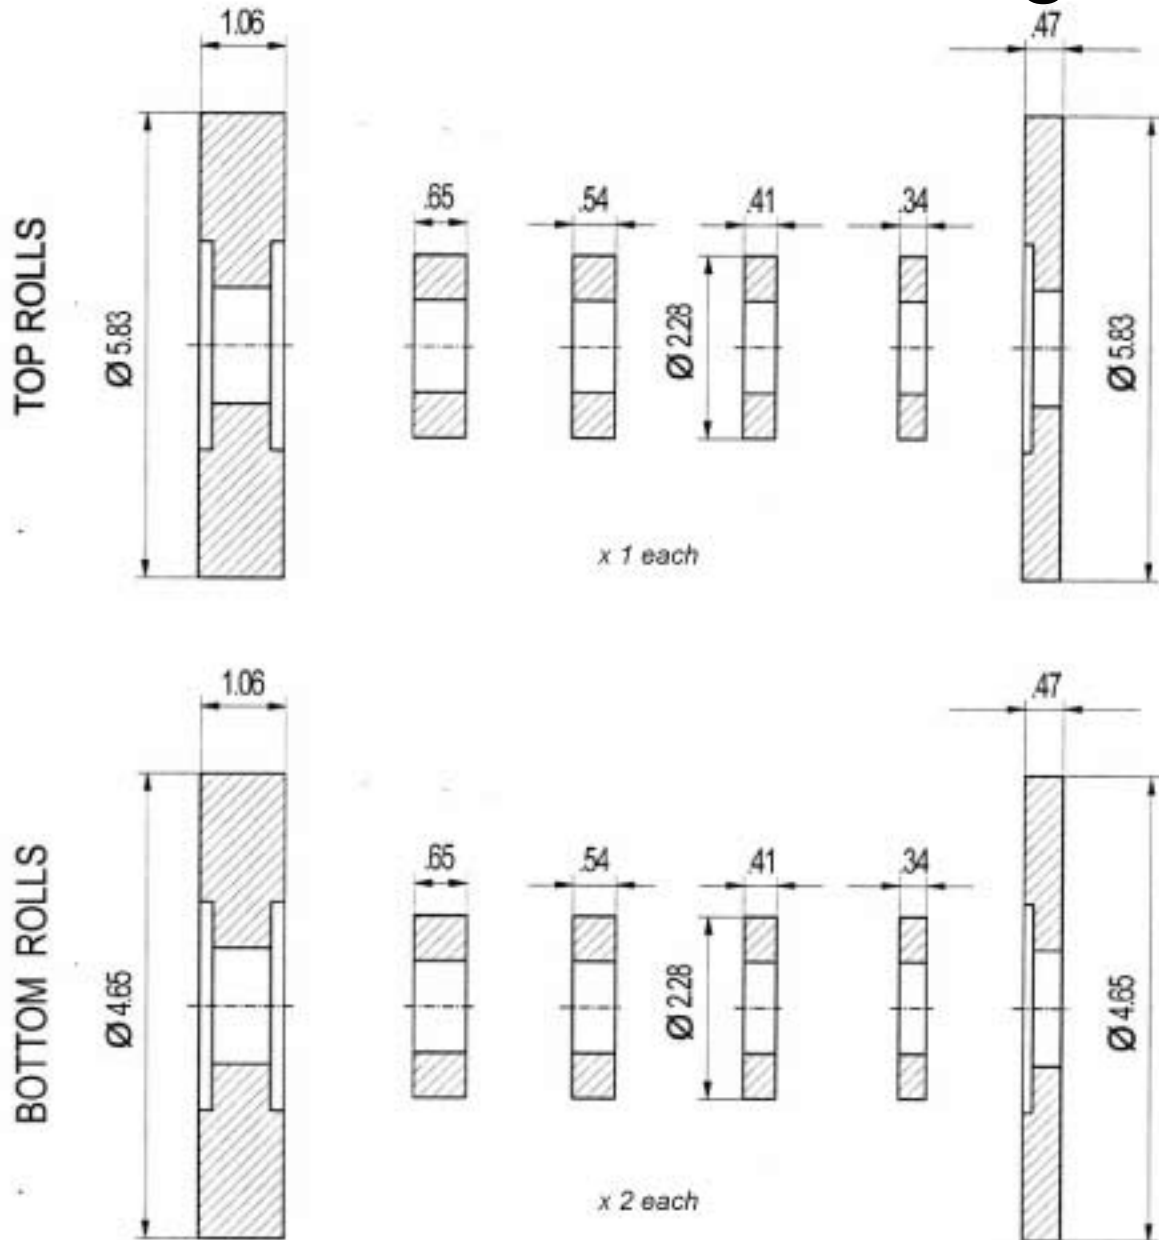 1.06
.47
.65
.54
.41
.34
TOP ROLLS
Ø 5.83
Ø 2.28
Ø 5.83
x 1 each
1.06
.47
.65
.54
.41
.34
BOTTOM ROLLS
Ø 4.65
Ø 2.28
Ø 4.65
x 2 each